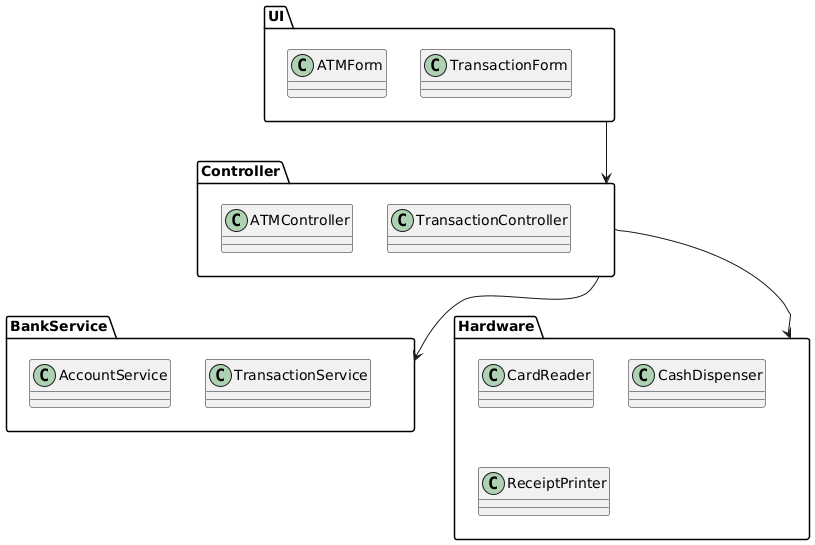 UI
C ATMForm
C TransactionForm
Controller
C ATMController
C TransactionController
BankService
C AccountService
C TransactionService
Hardware
C CardReader
C CashDispenser
C ReceiptPrinter